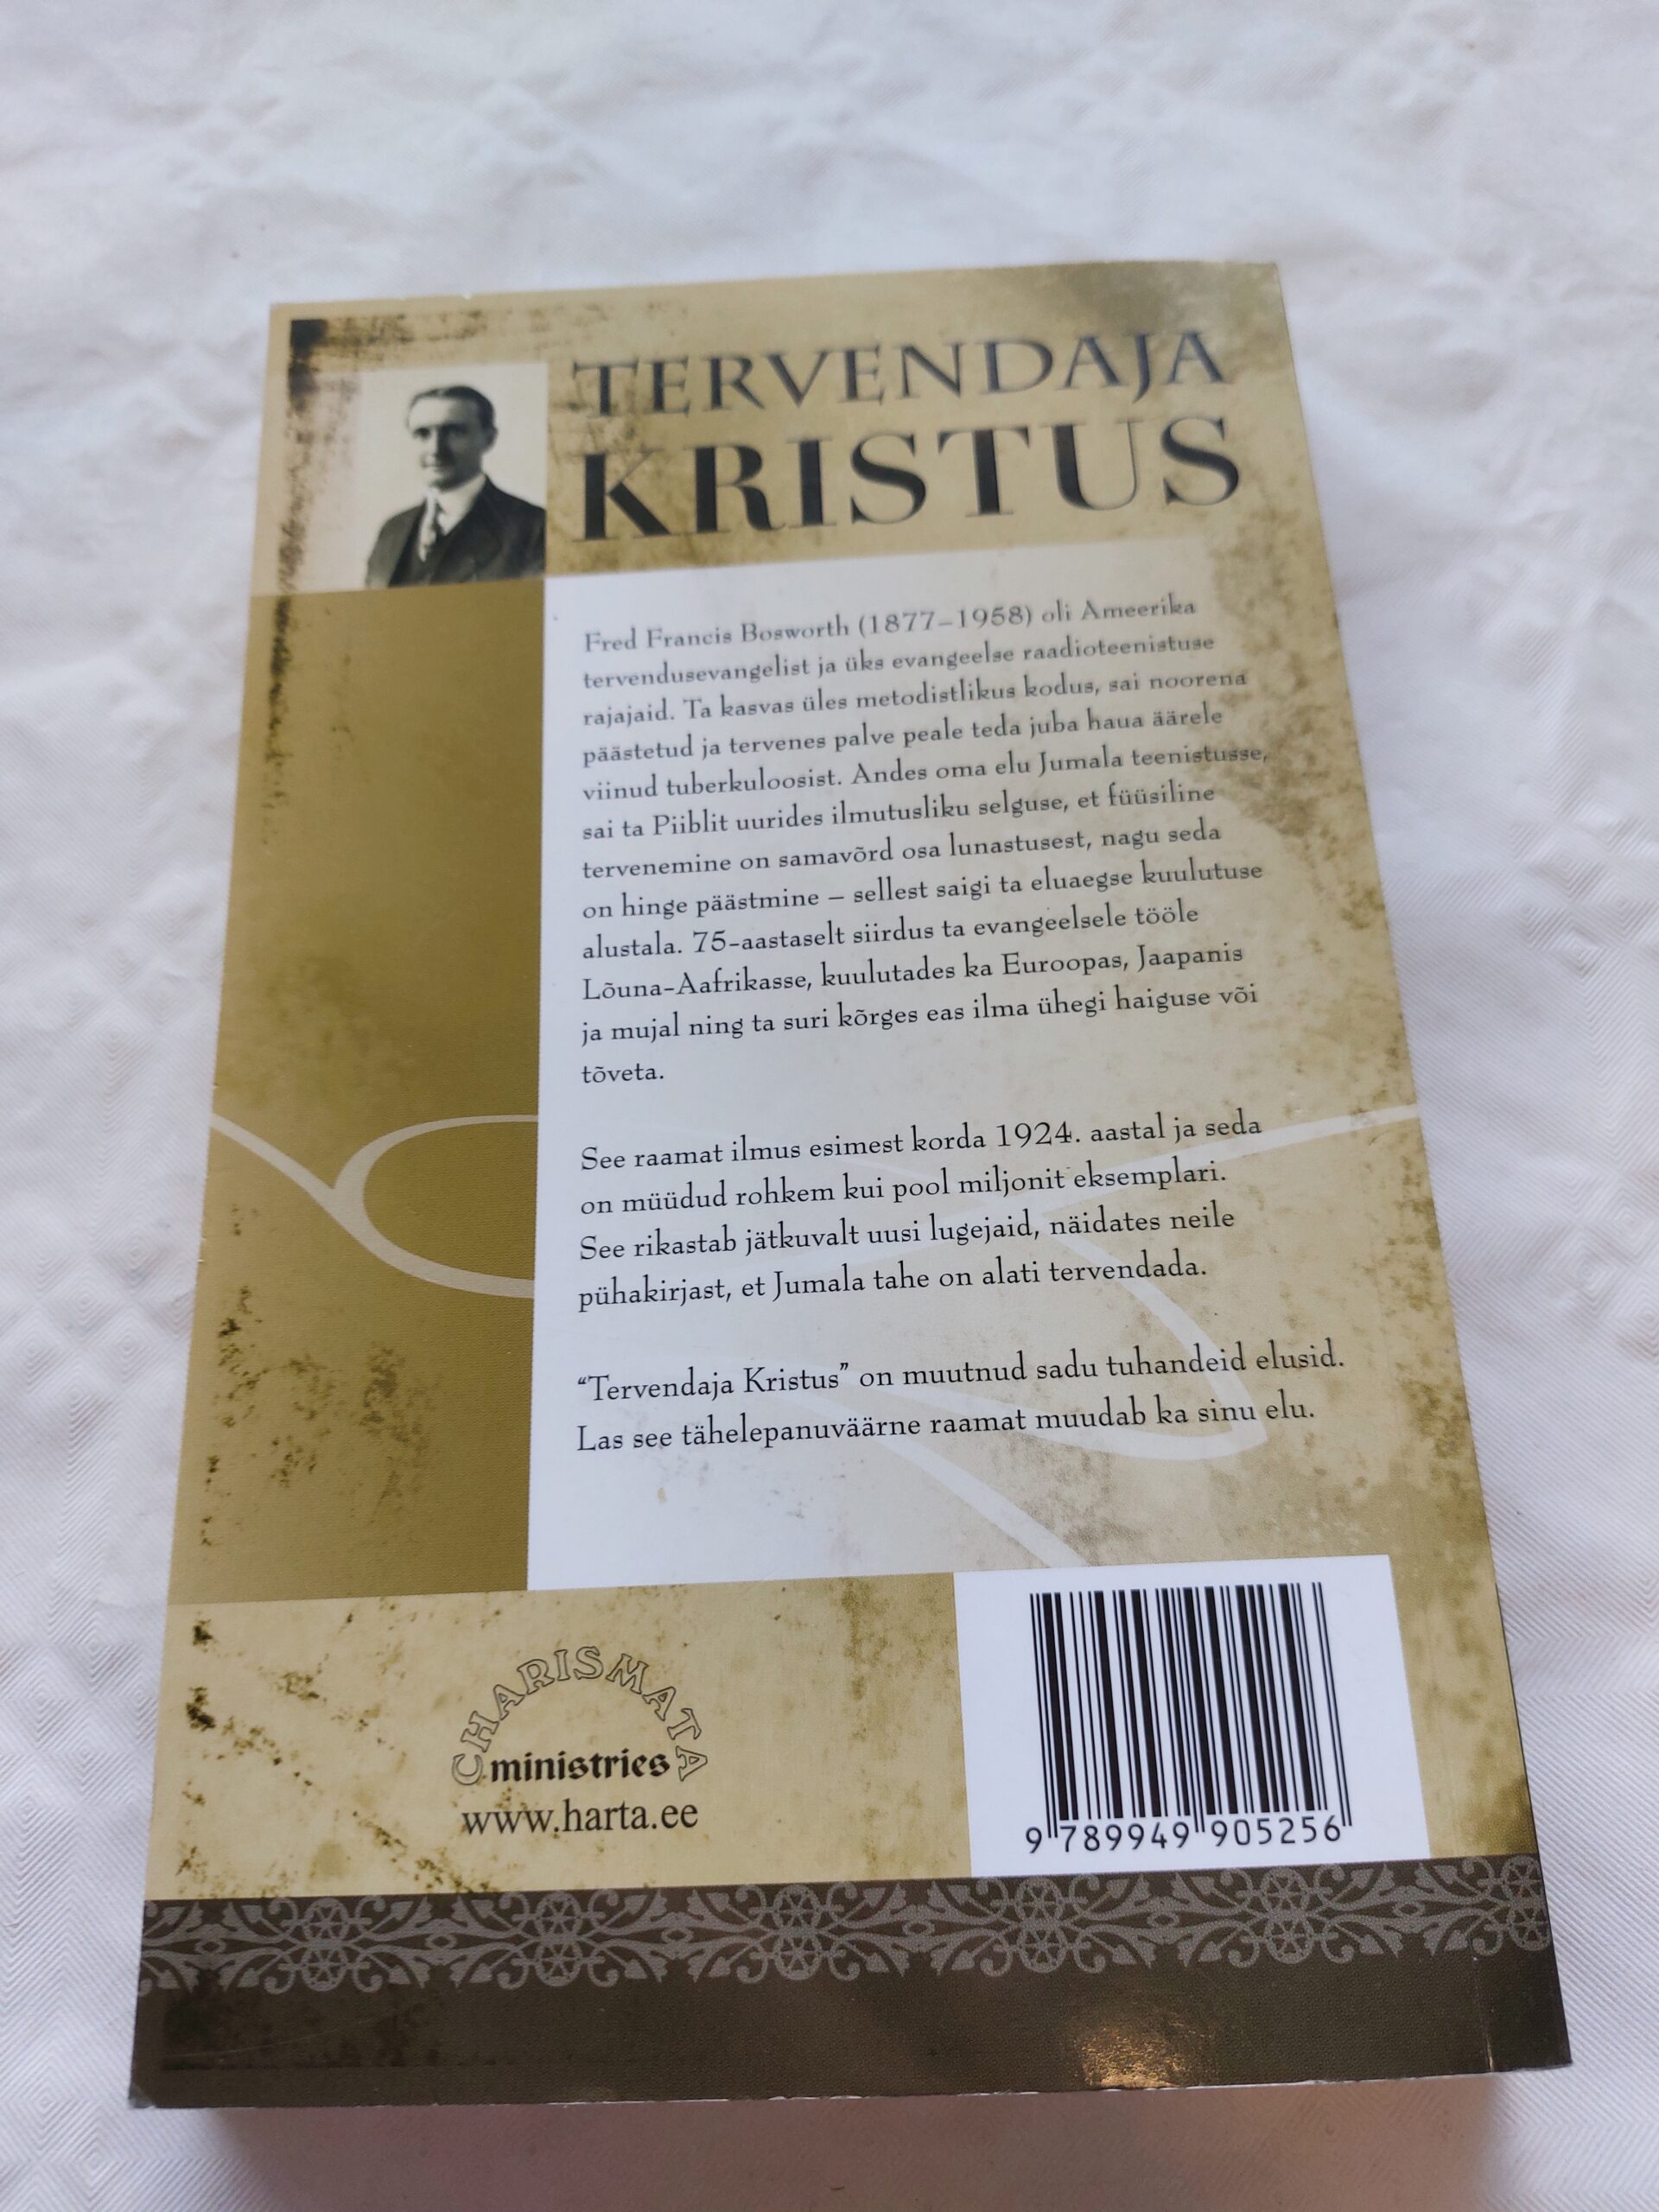 TERVENDAJA
KRISTUS
Fred Francis Bosworth (1877–1958) oli Ameerika
tervendusevangelist ja üks evangeelse raadioteenistuse
rajajaid. Ta kasvas üles metodistlikus kodus, sai noorena
päästetud ja tervenes palve peale teda juba haua äärele
viinud tuberkuloosist. Andes oma elu Jumala teenistusse,
sai ta Piiblit uurides ilmutusliku selguse, et füüsiline
tervenemine on samavõrd osa lunastusest, nagu seda
on hinge päästmine – sellest saigi ta eluaegse kuulutuse
alustala. 75-aastaselt siirdus ta evangeelsele tööle
Lõuna-Aafrikasse, kuulutades ka Euroopas, Jaapanis
ja mujal ning ta suri kõrges eas ilma ühegi haiguse või
tõveta.
See raamat ilmus esimest korda 1924. aastal ja seda
on müüdud rohkem kui pool miljonit eksemplari.
See rikastab jätkuvalt uusi lugejaid, näidates neile
pühakirjast, et Jumala tahe on alati tervendada.
“Tervendaja Kristus” on muutnud sadu tuhandeid elusid.
Las see tähelepanuväärne raamat muudab ka sinu elu.
CHARISMATA
ministries
www.harta.ee
9 789949 905256